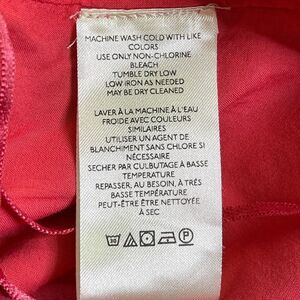 MACHINE WASH COLD WITH LIKE
COLORS
USE ONLY NON-CHLORINE
BLEACH
TUMBLE DRY LOW
LOW IRON AS NEEDED
MAY BE DRY CLEANED
LAVER À LA MACHINE À L'EAU
FROIDE AVEC COULEURS
SIMILAIRES
UTILISER UN AGENT DE
BLANCHIMENT SANS CHLORE SI
NÉCESSAIRE
SECHER PAR CULBUTAGE À BASSE
TEMPERATURE
REPASSER, AU BESOIN, À TRÈS
BASSE TEMPÉRATURE
PEUT-ÊTRE ÊTRE NETTOYÉE
À SEC
30 P